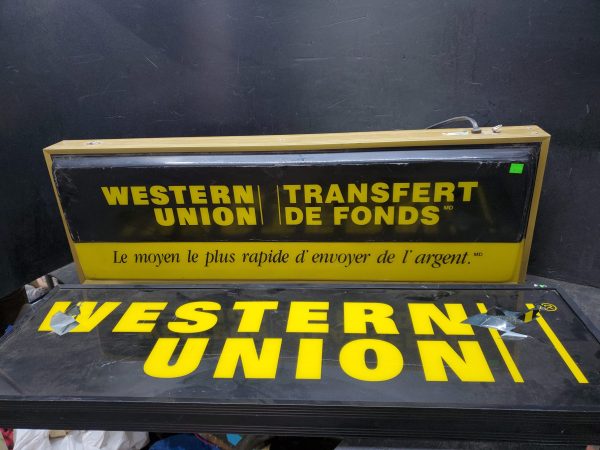 WESTERN UNION || TRANSFERT DE FONDS MD
Le moyen le plus rapide d'envoyer de l'argent. MD
WESTERN
UNION ®